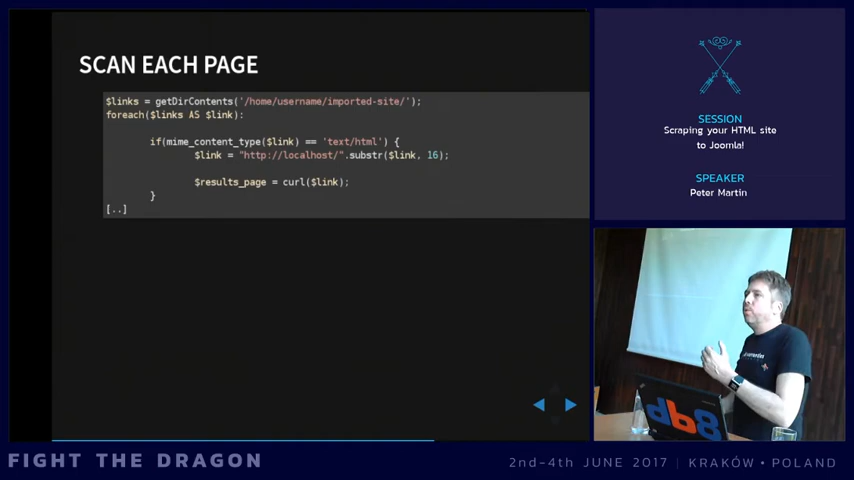 SCAN EACH PAGE
$links = getDirContents('/home/username/imported-site/');
foreach($links AS $link):
if(mime_content_type($link) == 'text/html') {
$link = "http://localhost/".substr($link, 16);
$results_page = curl($link);
}
[..]
SESSION
Scraping your HTML site
to Joomla!
SPEAKER
Peter Martin
db8
FIGHT THE DRAGON
2nd-4th JUNE 2017 | KRAKÓW • POLAND